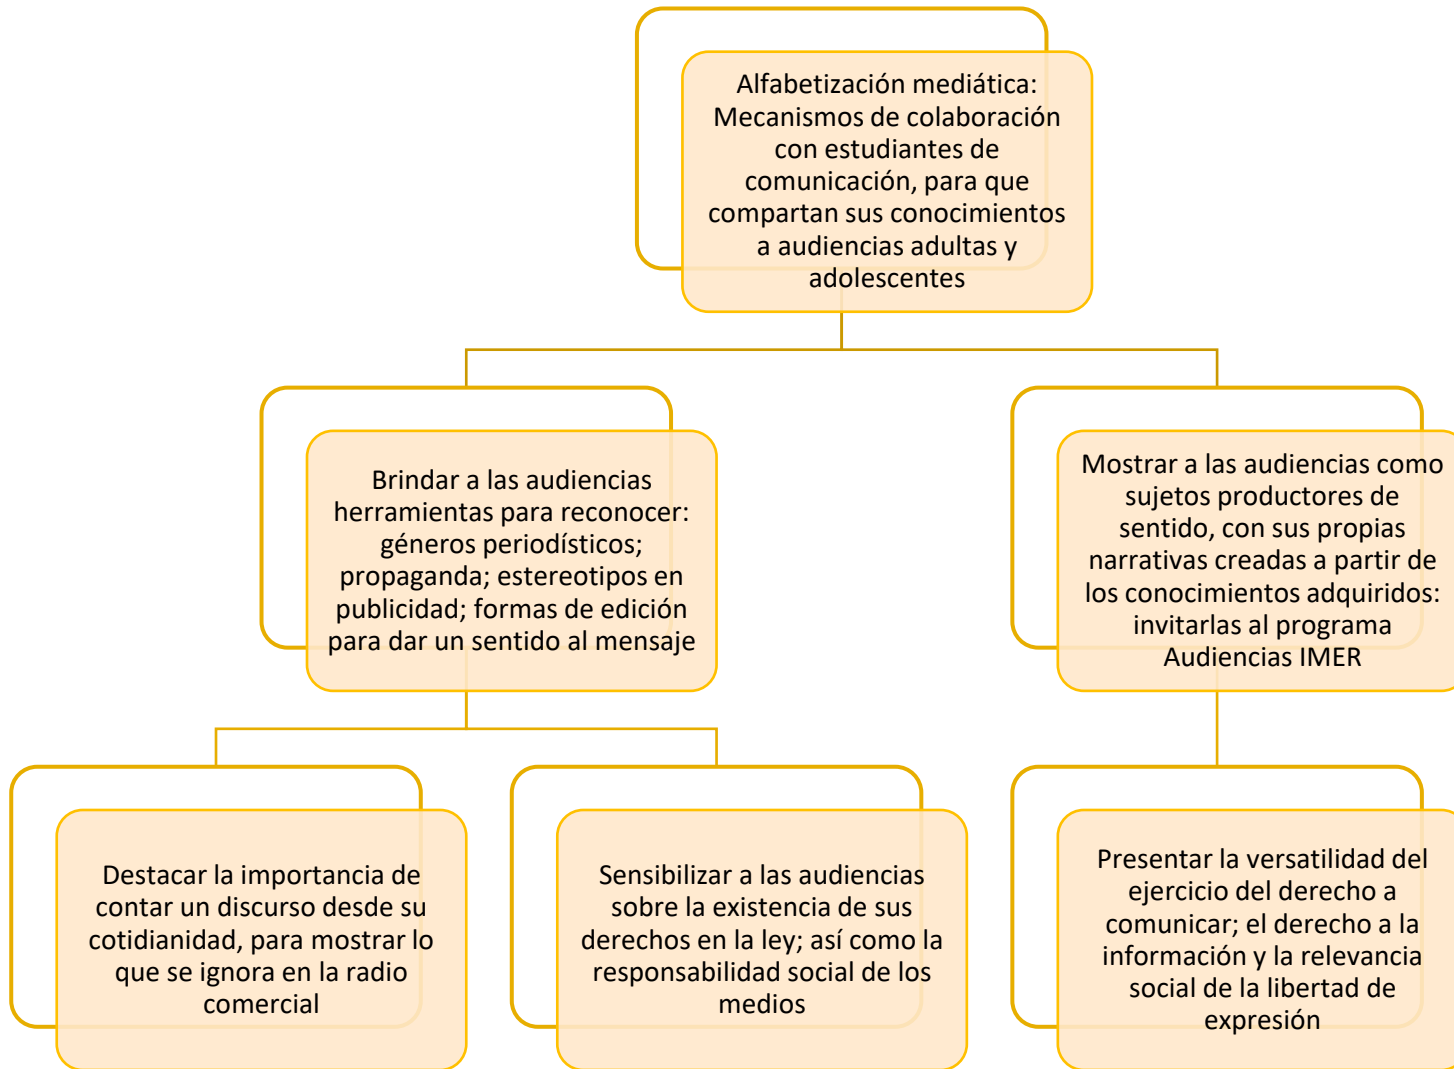 Alfabetización mediática:
Mecanismos de colaboración
con estudiantes de
comunicación, para que
compartan sus conocimientos
a audiencias adultas y
adolescentes
Brindar a las audiencias
herramientas para reconocer:
géneros periodísticos;
propaganda; estereotipos en
publicidad; formas de edición
para dar un sentido al mensaje
Mostrar a las audiencias como
sujetos productores de
sentido, con sus propias
narrativas creadas a partir de
los conocimientos adquiridos:
invitarlas al programa
Audiencias IMER
Destacar la importancia de
contar un discurso desde su
cotidianidad, para mostrar lo
que se ignora en la radio
comercial
Sensibilizar a las audiencias
sobre la existencia de sus
derechos en la ley; así como la
responsabilidad social de los
medios
Presentar la versatilidad del
ejercicio del derecho a
comunicar; el derecho a la
información y la relevancia
social de la libertad de
expresión